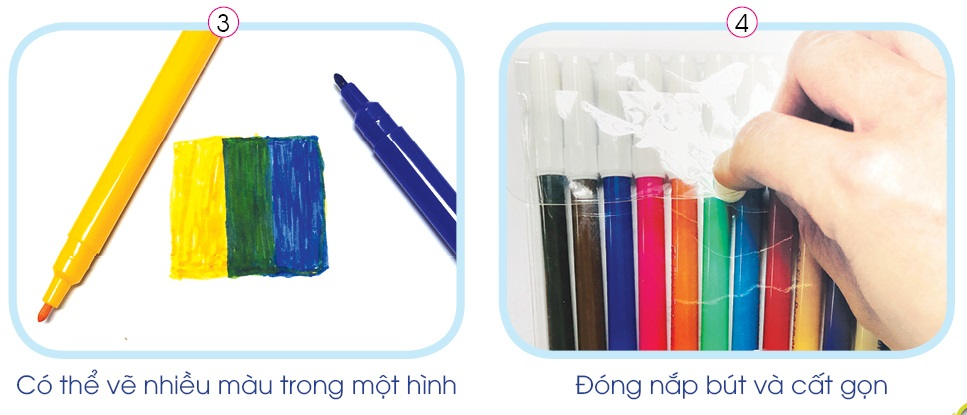 3
4
Có thể vẽ nhiều màu trong một hình
Đóng nắp bút và cất gọn